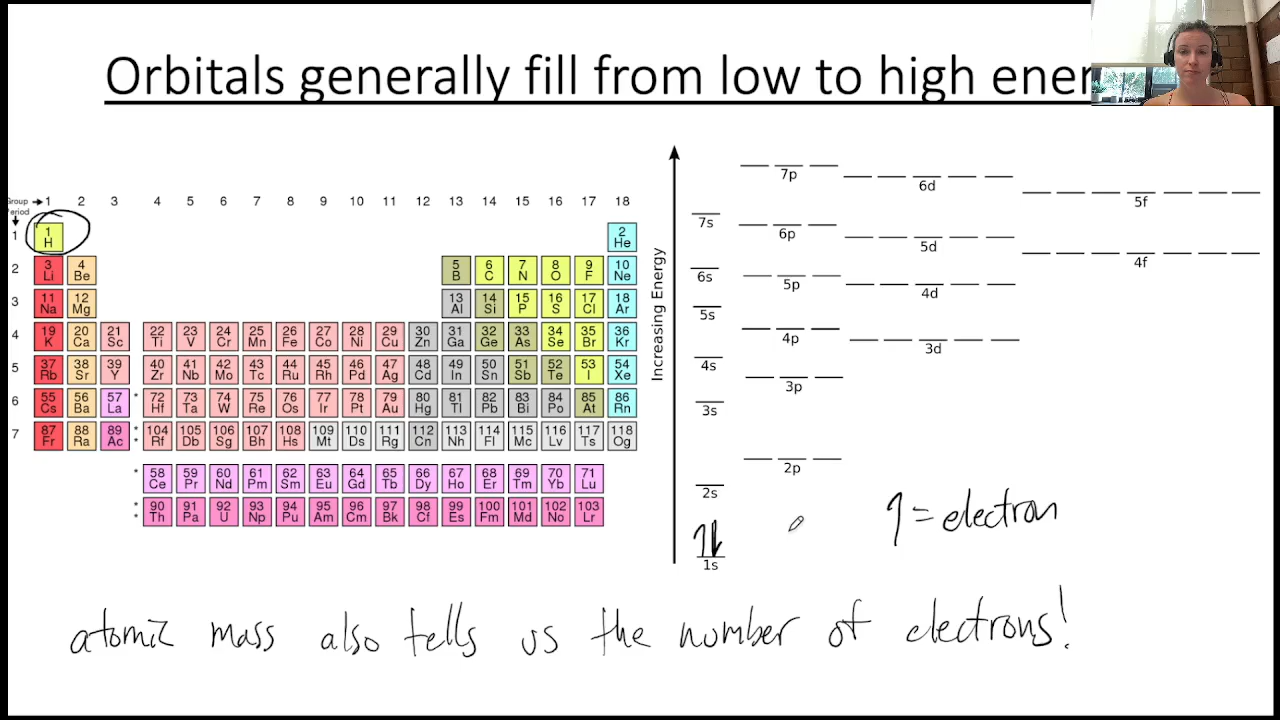 Orbitals generally fill from low to high ener
Group 1 2 3 4 5 6 7 8 9 10 11 12 13 14 15 16 17 18
Period
1 1 H 2 He
2 3 Li 4 Be 5 B 6 C 7 N 8 O 9 F 10 Ne
3 11 Na 12 Mg 13 Al 14 Si 15 P 16 S 17 Cl 18 Ar
4 19 K 20 Ca 21 Sc 22 Ti 23 V 24 Cr 25 Mn 26 Fe 27 Co 28 Ni 29 Cu 30 Zn 31 Ga 32 Ge 33 As 34 Se 35 Br 36 Kr
5 37 Rb 38 Sr 39 Y 40 Zr 41 Nb 42 Mo 43 Tc 44 Ru 45 Rh 46 Pd 47 Ag 48 Cd 49 In 50 Sn 51 Sb 52 Te 53 I 54 Xe
6 55 Cs 56 Ba 57 La * 72 Hf 73 Ta 74 W 75 Re 76 Os 77 Ir 78 Pt 79 Au 80 Hg 81 Tl 82 Pb 83 Bi 84 Po 85 At 86 Rn
7 87 Fr 88 Ra 89 Ac ** 104 Rf 105 Db 106 Sg 107 Bh 108 Hs 109 Mt 110 Ds 111 Rg 112 Cn 113 Nh 114 Fl 115 Mc 116 Lv 117 Ts 118 Og
* 58 Ce 59 Pr 60 Nd 61 Pm 62 Sm 63 Eu 64 Gd 65 Tb 66 Dy 67 Ho 68 Er 69 Tm 70 Yb 71 Lu
** 90 Th 91 Pa 92 U 93 Np 94 Pu 95 Am 96 Cm 97 Bk 98 Cf 99 Es 100 Fm 101 Md 102 No 103 Lr
Increasing Energy
7p
6d
5f
7s
6p
5d
4f
6s
5p
4d
5s
4p
3d
4s
3p
3s
2p
2s
1s
↿ = electron
atomic mass also tells us the number of electrons!